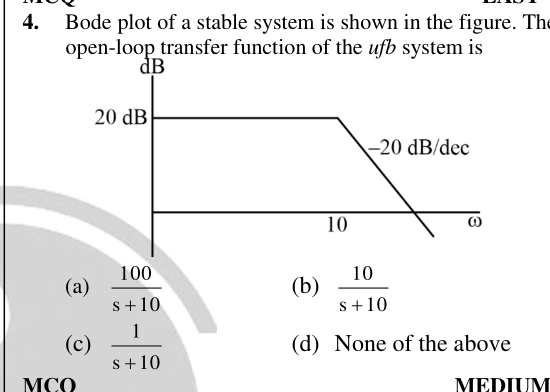 4. Bode plot of a stable system is shown in the figure. The
open-loop transfer function of the ufb system is
dB
20 dB
–20 dB/dec
10
ω
(a) 100 / s+10
(b) 10 / s+10
(c) 1 / s+10
(d) None of the above
MCQ MEDIUM